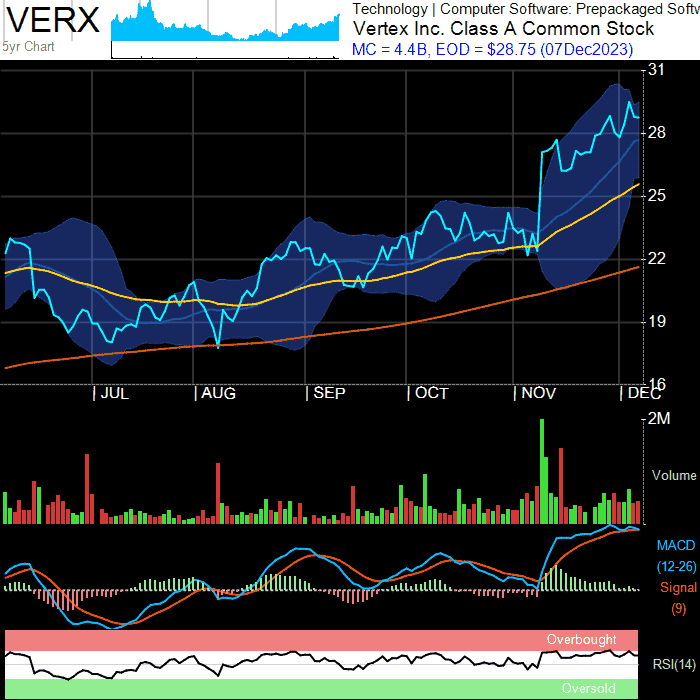 VERX
5yr Chart
Technology | Computer Software: Prepackaged Softw
Vertex Inc. Class A Common Stock
MC = 4.4B, EOD = $28.75 (07Dec2023)
31
28
25
22
19
16
JUL
AUG
SEP
OCT
NOV
DEC
2M
Volume
MACD
(12-26)
Signal
(9)
Overbought
RSI(14)
Oversold